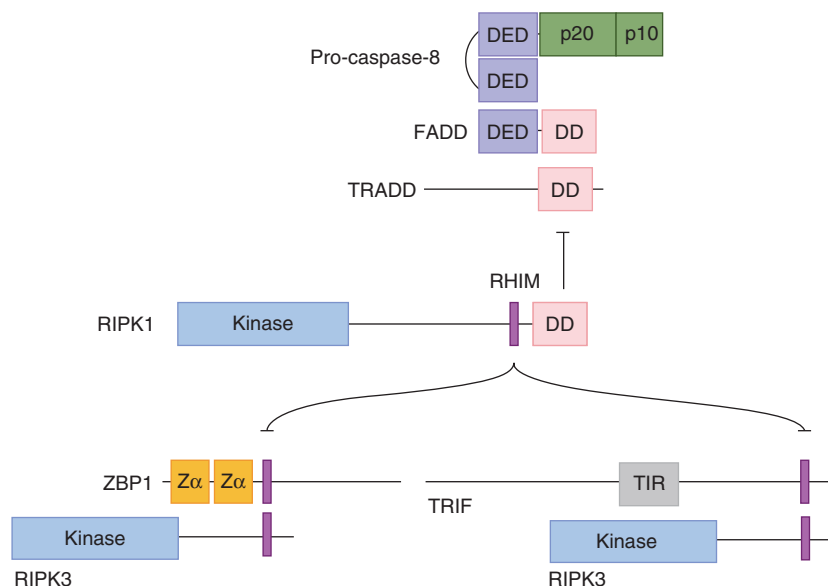 DED p20 p10
Pro-caspase-8
DED
FADD DED DD
TRADD DD
RHIM
RIPK1 Kinase DD
ZBP1 Zα Zα TIR
TRIF
Kinase Kinase
RIPK3 RIPK3